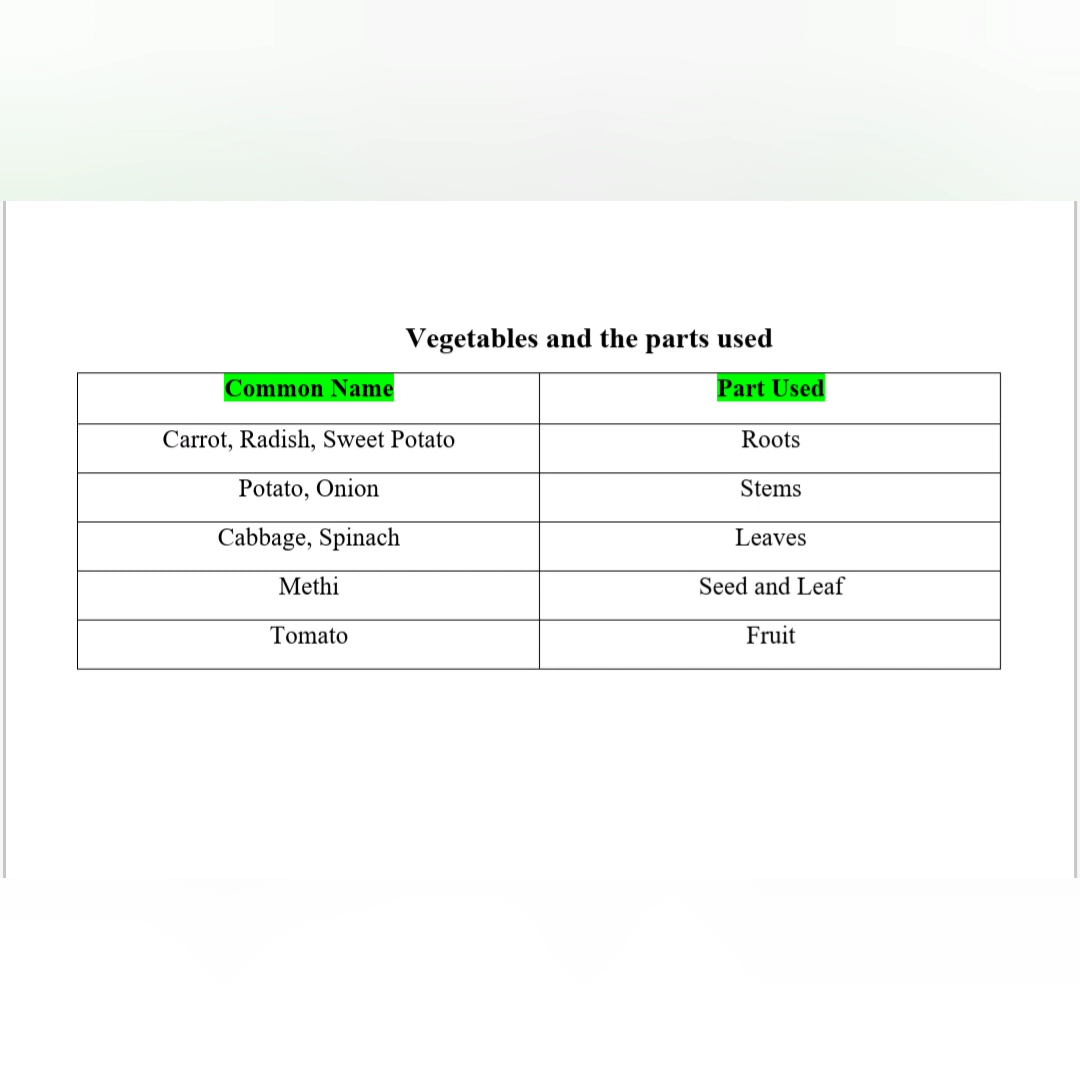 Vegetables and the parts used
Common Name Part Used
Carrot, Radish, Sweet Potato Roots
Potato, Onion Stems
Cabbage, Spinach Leaves
Methi Seed and Leaf
Tomato Fruit